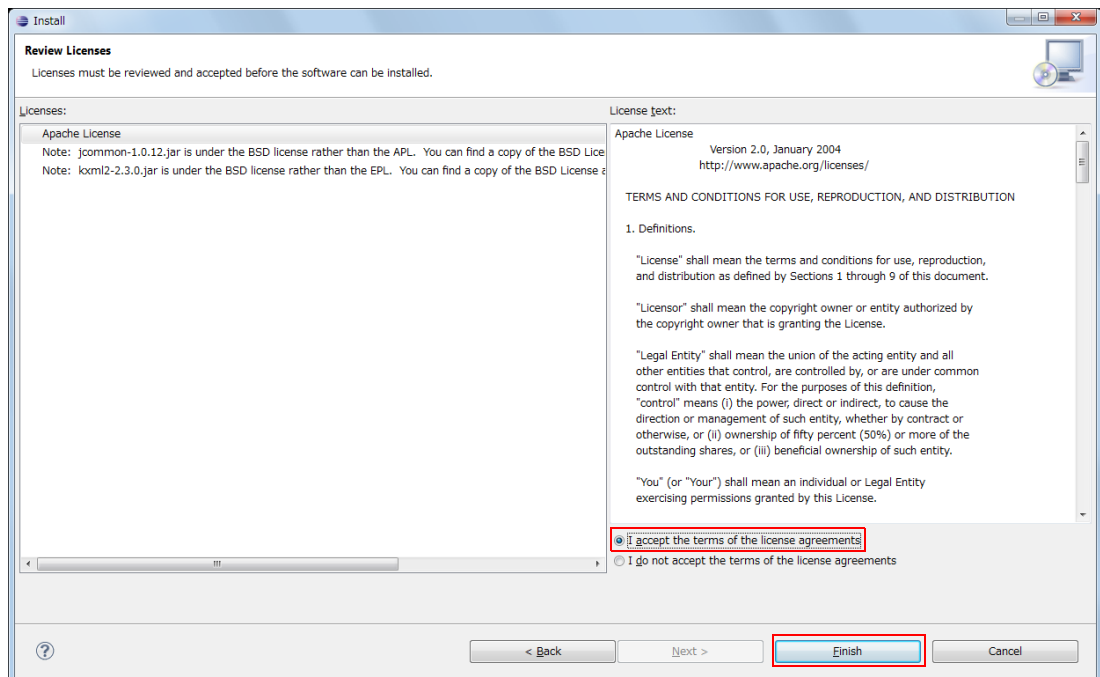 Install
Review Licenses
Licenses must be reviewed and accepted before the software can be installed.
Licenses:
Apache License
Note:  jcommon-1.0.12.jar is under the BSD license rather than the APL.  You can find a copy of the BSD Lice
Note:  kxml2-2.3.0.jar is under the BSD license rather than the EPL.  You can find a copy of the BSD License a
License text:
Apache License
Version 2.0, January 2004
http://www.apache.org/licenses/
TERMS AND CONDITIONS FOR USE, REPRODUCTION, AND DISTRIBUTION
1. Definitions.
"License" shall mean the terms and conditions for use, reproduction,
and distribution as defined by Sections 1 through 9 of this document.
"Licensor" shall mean the copyright owner or entity authorized by
the copyright owner that is granting the License.
"Legal Entity" shall mean the union of the acting entity and all
other entities that control, are controlled by, or are under common
control with that entity. For the purposes of this definition,
"control" means (i) the power, direct or indirect, to cause the
direction or management of such entity, whether by contract or
otherwise, or (ii) ownership of fifty percent (50%) or more of the
outstanding shares, or (iii) beneficial ownership of such entity.
"You" (or "Your") shall mean an individual or Legal Entity
exercising permissions granted by this License.
I accept the terms of the license agreements
I do not accept the terms of the license agreements
?
< Back
Next >
Finish
Cancel